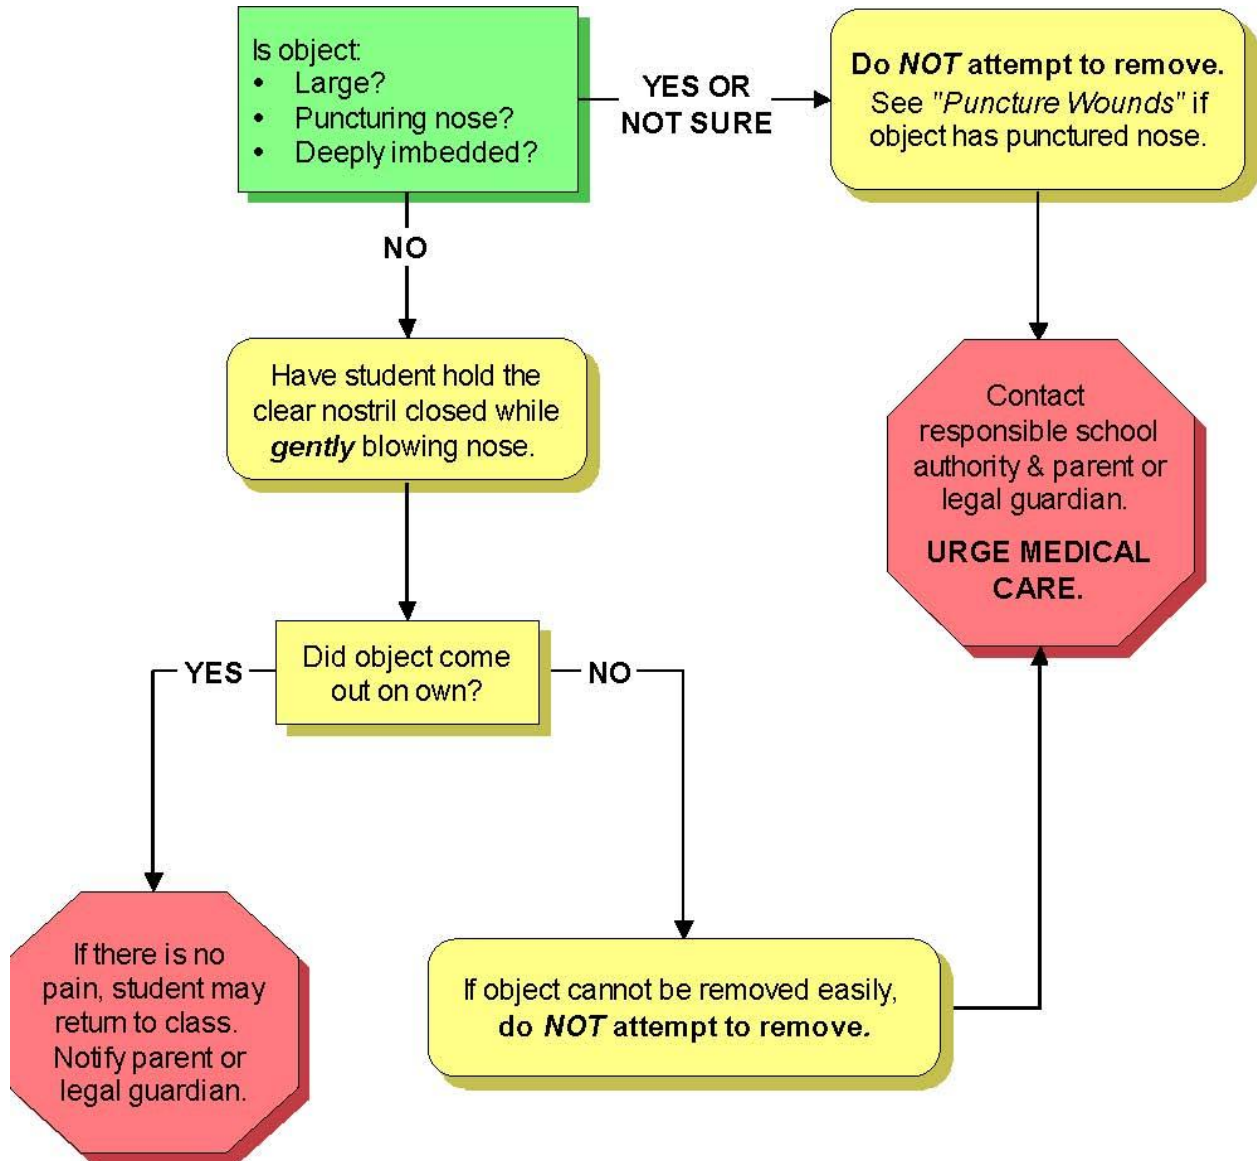 Is object:
• Large?
• Puncturing nose?
• Deeply imbedded?
YES OR
NOT SURE
Do NOT attempt to remove.
See "Puncture Wounds" if
object has punctured nose.
NO
Have student hold the
clear nostril closed while
gently blowing nose.
Contact
responsible school
authority & parent or
legal guardian.
URGE MEDICAL
CARE.
Did object come
out on own?
YES
NO
If there is no
pain, student may
return to class.
Notify parent or
legal guardian.
If object cannot be removed easily,
do NOT attempt to remove.